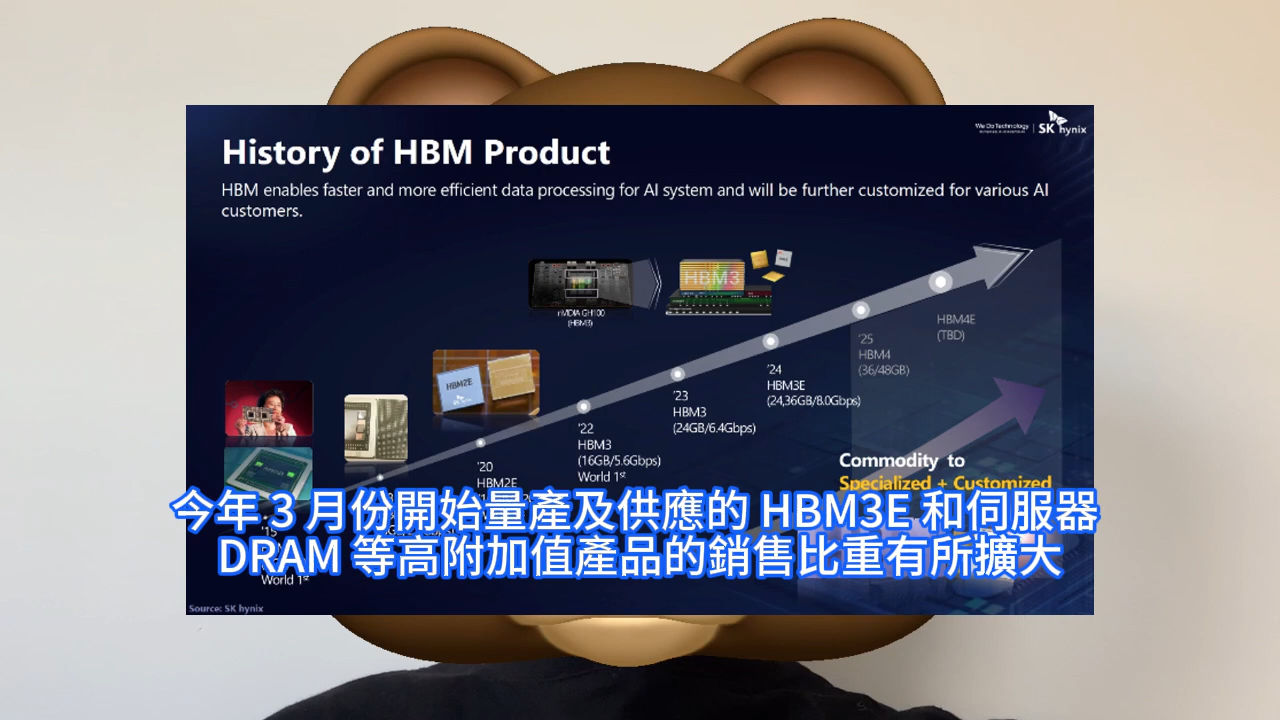 We Do Technology
SK hynix
History of HBM Product
HBM enables faster and more efficient data processing for AI system and will be further customized for various AI
customers.
HBM3
nVIDIA GH100
(HBM3)
HBM4E
(TBD)
'25
HBM4
(36/48GB)
'24
HBM3E
(24,36GB/8.0Gbps)
'23
HBM3
(24GB/6.4Gbps)
HBM2E
SK hynix
'22
HBM3
(16GB/5.6Gbps)
World 1st
'20
HBM2E
Commodity to
Specialized + Customized
今年 3 月份開始量產及供應的 HBM3E 和伺服器
DRAM 等高附加值產品的銷售比重有所擴大
'15
World 1st
Source: SK hynix